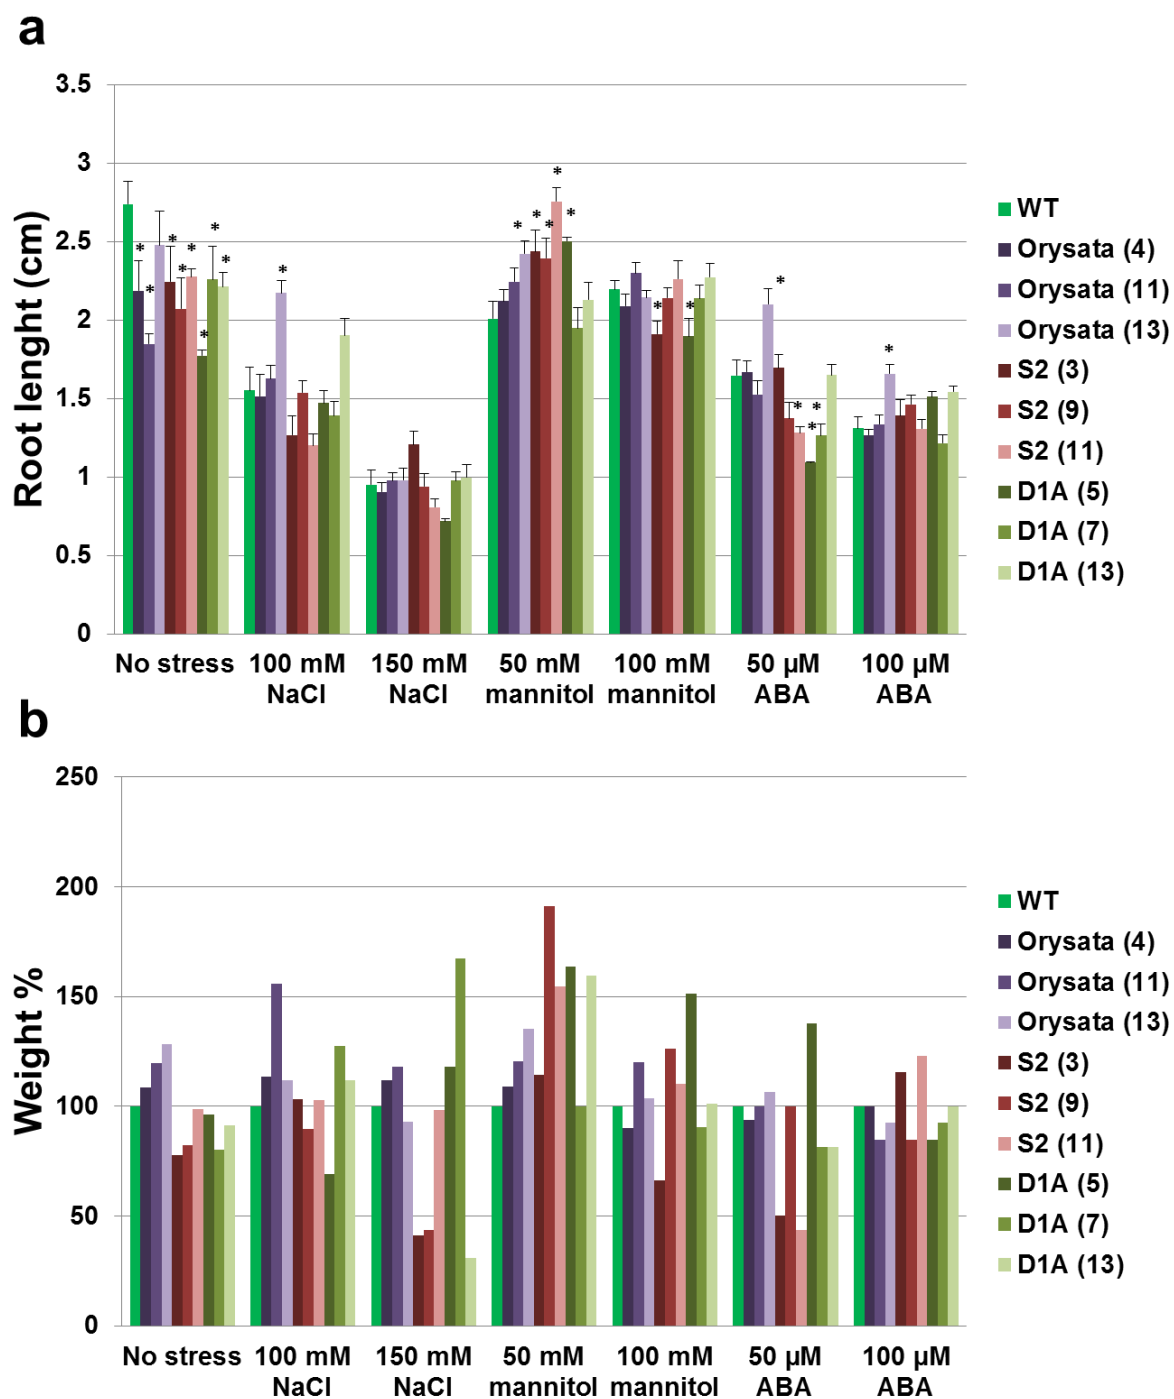 a
Root lenght (cm)
3.5
3
2.5
2
1.5
1
0.5
0
* * * * * * * *
*
* * * * *
* *
* * * *
*
No stress 100 mM 150 mM 50 mM 100 mM 50 µM 100 µM
NaCl NaCl mannitol mannitol ABA ABA
WT
Orysata (4)
Orysata (11)
Orysata (13)
S2 (3)
S2 (9)
S2 (11)
D1A (5)
D1A (7)
D1A (13)
b
Weight %
250
200
150
100
50
0
No stress 100 mM 150 mM 50 mM 100 mM 50 µM 100 µM
NaCl NaCl mannitol mannitol ABA ABA
WT
Orysata (4)
Orysata (11)
Orysata (13)
S2 (3)
S2 (9)
S2 (11)
D1A (5)
D1A (7)
D1A (13)